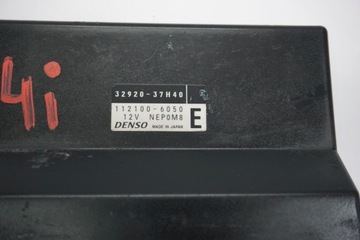 4i
32920-37H40
112100-6050
12V NEP0M8
DENSO MADE IN JAPAN
E